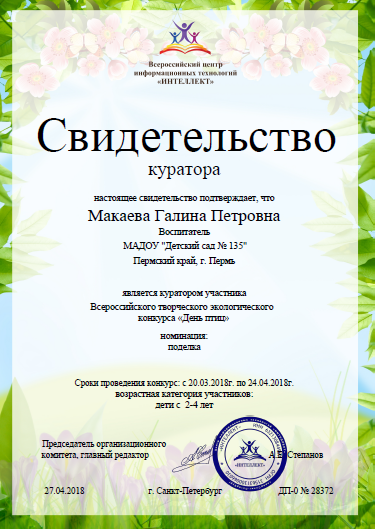 Всероссийский центр
информационных технологий
«ИНТЕЛЛЕКТ»
Свидетельство
куратора
настоящее свидетельство подтверждает, что
Макаева Галина Петровна
Воспитатель
МАДОУ "Детский сад № 135"
Пермский край, г. Пермь
является куратором участника
Всероссийского творческого экологического
конкурса «День птиц»
номинация:
поделка
Сроки проведения конкурс: с 20.03.2018г. по 24.04.2018г.
возрастная категория участников:
дети с 2-4 лет
Председатель организационного
комитета, главный редактор
Степанов
«ИНТЕЛЛЕКТ»
27.04.2018 г. Санкт-Петербург ДП-0 № 28372